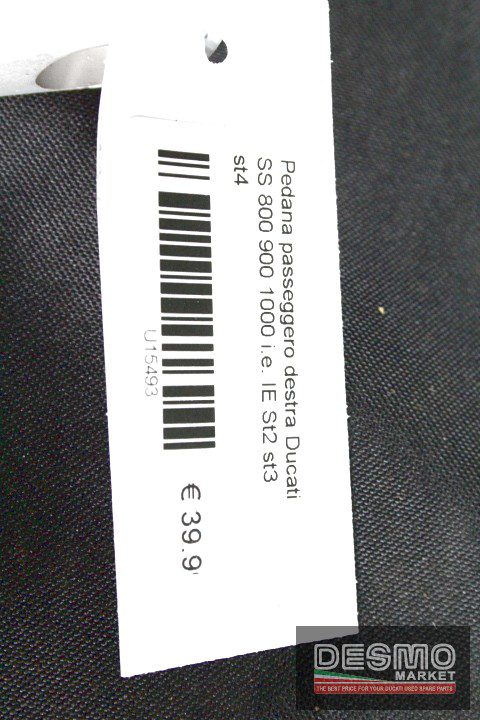 Pedana passeggero destra Ducati
SS 800 900 1000 i.e. IE St2 st3
st4
U15493
€ 39.9
DESMO
MARKET
THE BEST PRICE FOR YOUR DUCATI USED SPARE PARTS